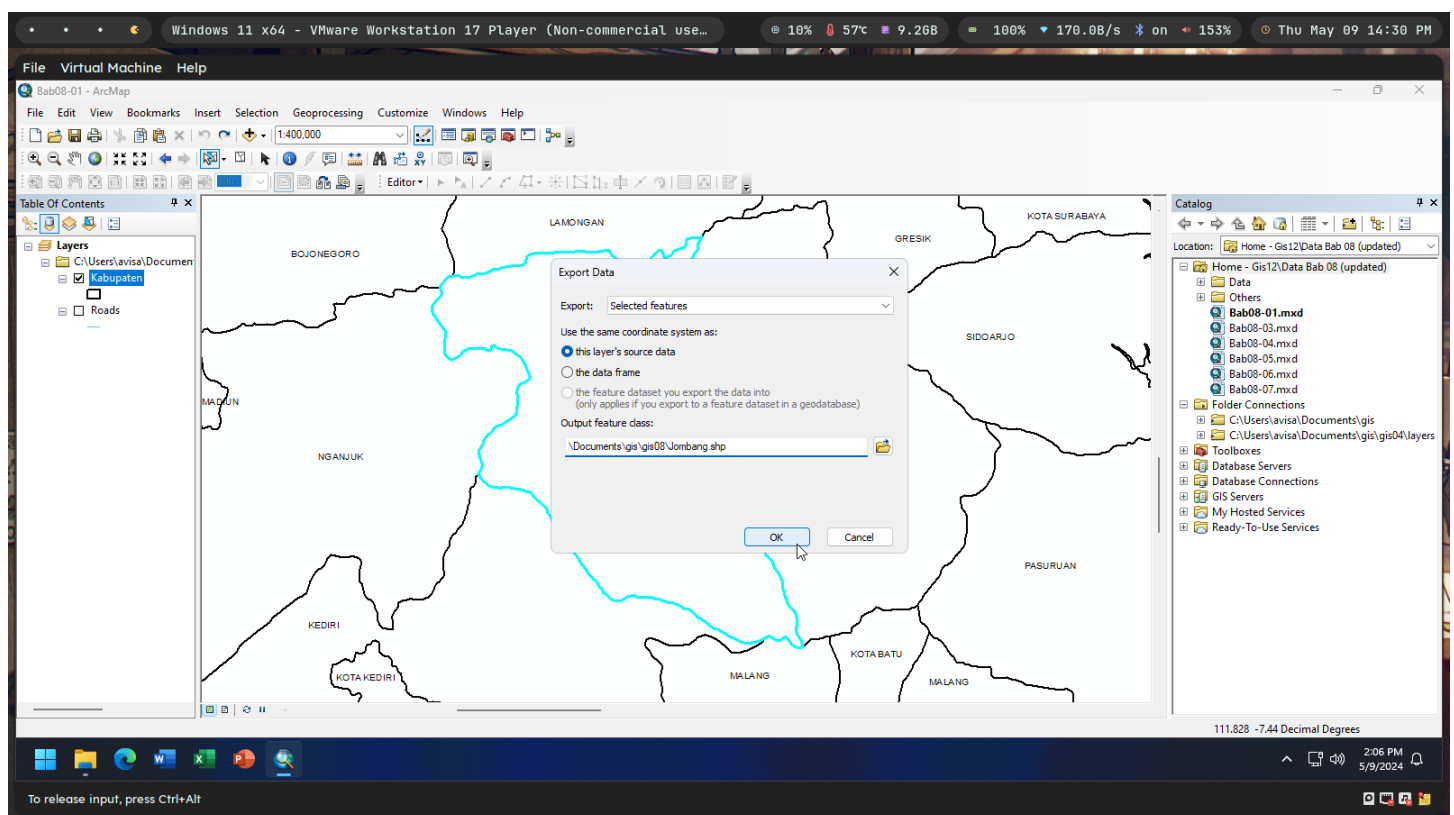 Windows 11 x64 - VMware Workstation 17 Player (Non-commercial use…
10% 57℃ 9.2GB
100% 170.0B/s on 153%
Thu May 09 14:30 PM
File Virtual Machine Help
Bab08-01 - ArcMap
File Edit View Bookmarks Insert Selection Geoprocessing Customize Windows Help
1:400,000
Editor
Table Of Contents
Layers
C:\Users\avisa\Documen
Kabupaten
Roads
LAMONGAN
KOTA SURABAYA
BOJONEGORO
GRESIK
SIDOARJO
MADIUN
NGANJUK
PASURUAN
KEDIRI
KOTA KEDIRI
KOTA BATU
MALANG
MALANG
Export Data
Export: Selected features
Use the same coordinate system as:
this layer's source data
the data frame
the feature dataset you export the data into
(only applies if you export to a feature dataset in a geodatabase)
Output feature class:
\Documents\gis\gis08\Jombang.shp
OK Cancel
Catalog
Location: Home - Gis12\Data Bab 08 (updated)
Home - Gis12\Data Bab 08 (updated)
Data
Others
Bab08-01.mxd
Bab08-03.mxd
Bab08-04.mxd
Bab08-05.mxd
Bab08-06.mxd
Bab08-07.mxd
Folder Connections
C:\Users\avisa\Documents\gis
C:\Users\avisa\Documents\gis\gis04\layers
Toolboxes
Database Servers
Database Connections
GIS Servers
My Hosted Services
Ready-To-Use Services
111.828 -7.44 Decimal Degrees
2:06 PM
5/9/2024
To release input, press Ctrl+Alt